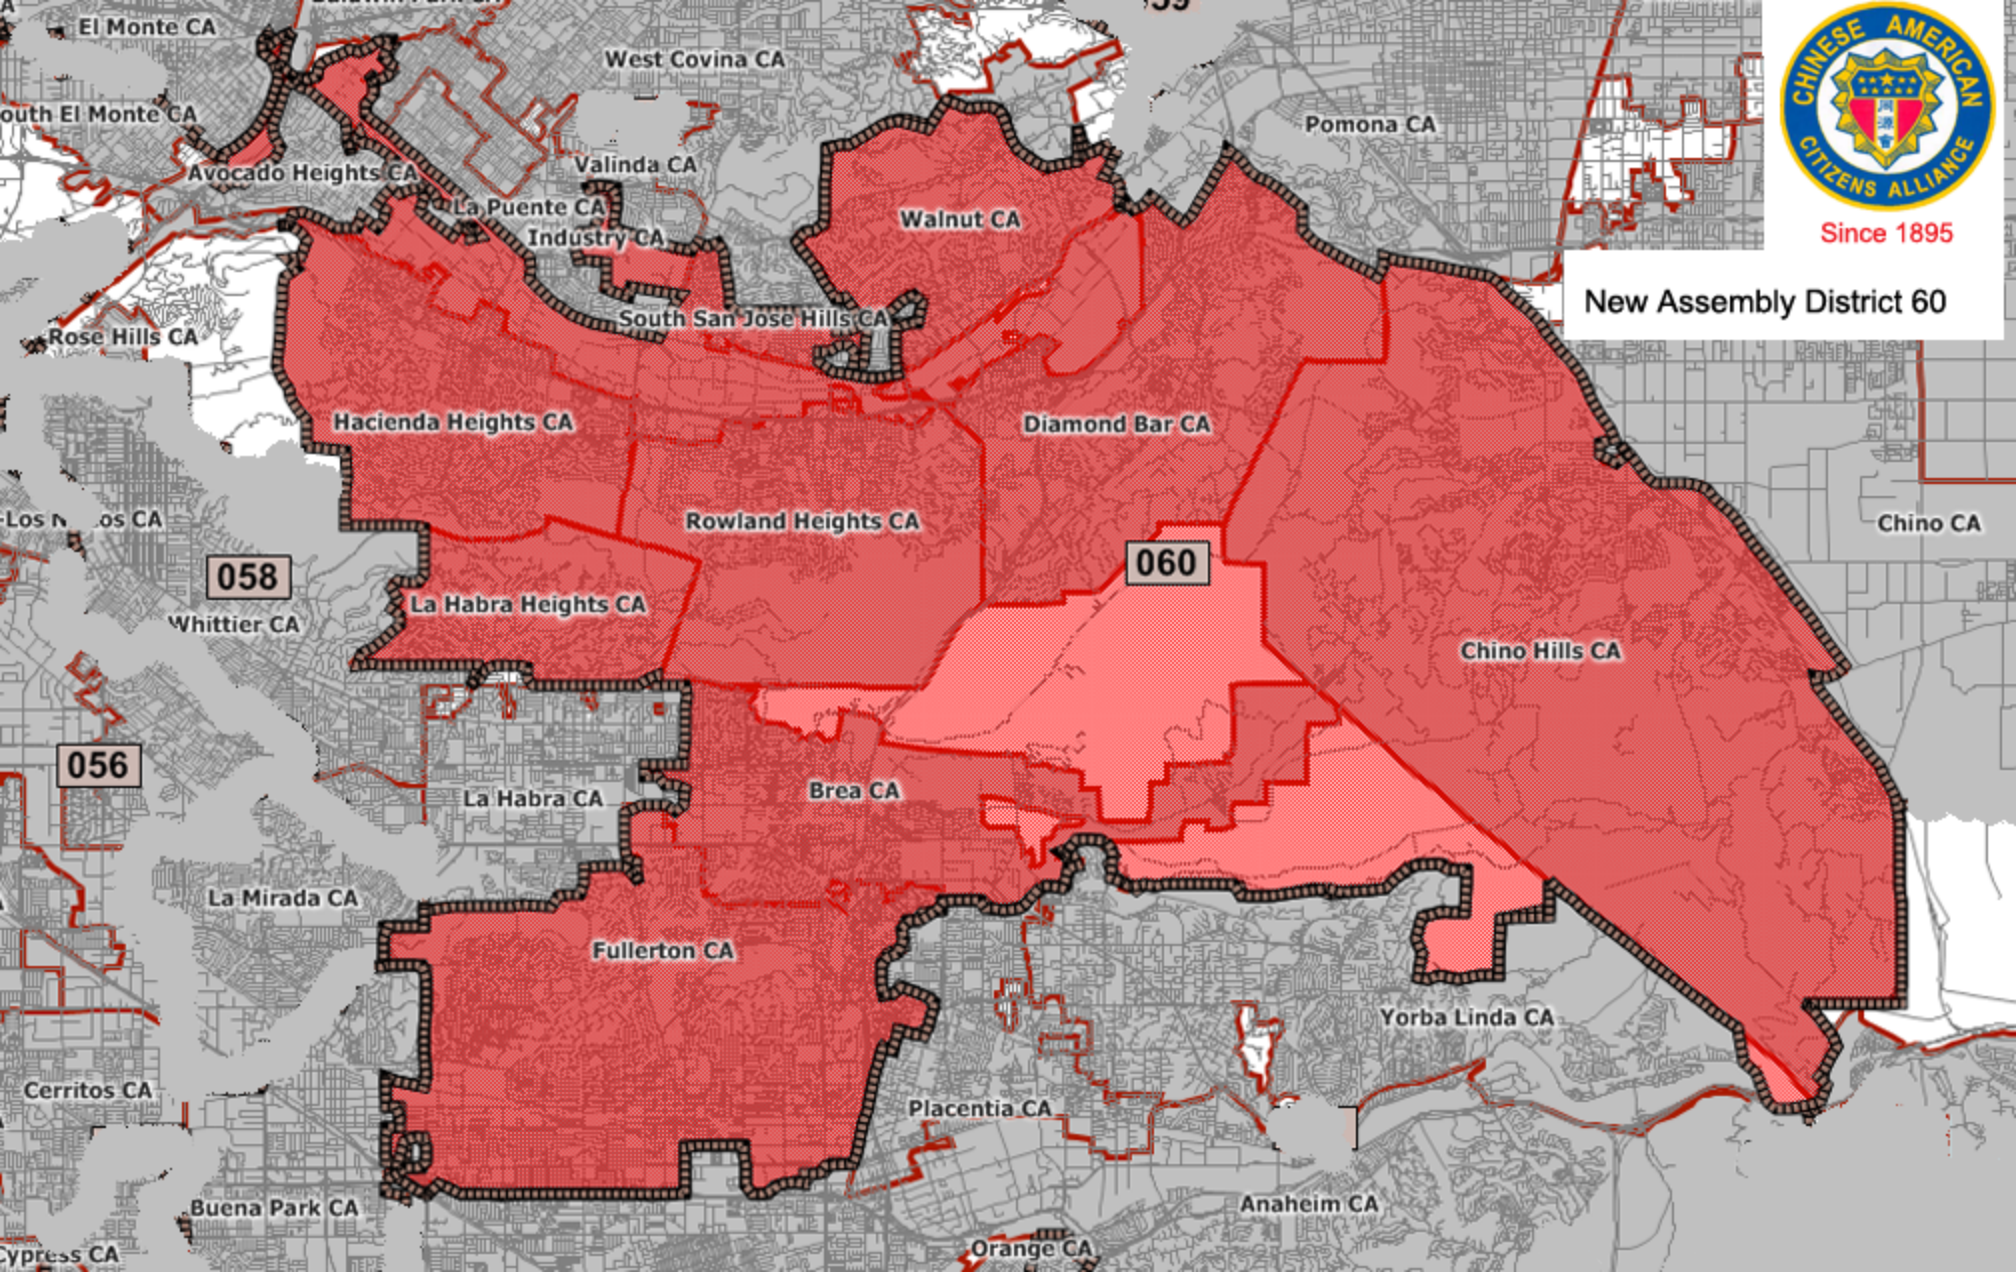 El Monte CA
West Covina CA
Pomona CA
CHINESE AMERICAN
CITIZENS ALLIANCE
Since 1895
New Assembly District 60
El Monte CA
Avocado Heights CA
Valinda CA
La Puente CA
Industry CA
Walnut CA
South San Jose Hills CA
Rose Hills CA
Hacienda Heights CA
Diamond Bar CA
Rowland Heights CA
Chino CA
058
060
La Habra Heights CA
Whittier CA
Chino Hills CA
056
La Habra CA
Brea CA
La Mirada CA
Fullerton CA
Yorba Linda CA
Cerritos CA
Placentia CA
Buena Park CA
Anaheim CA
Orange CA
Cypress CA